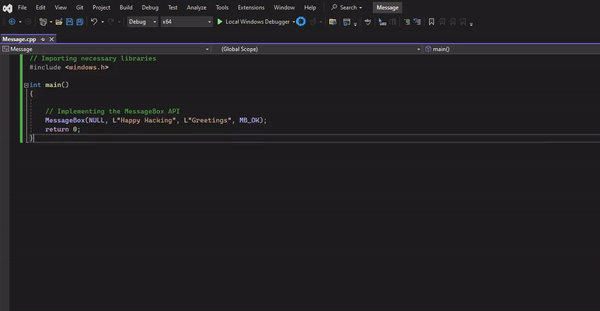 File Edit View Git Project Build Debug Test Analyze Tools Extensions Window Help Search Message
Debug x64 Local Windows Debugger
Message.cpp
Message (Global Scope) main()
// Importing necessary libraries
#include <windows.h>
int main()
{
// Implementing the MessageBox API
MessageBox(NULL, L"Happy Hacking", L"Greetings", MB_OK);
return 0;
}